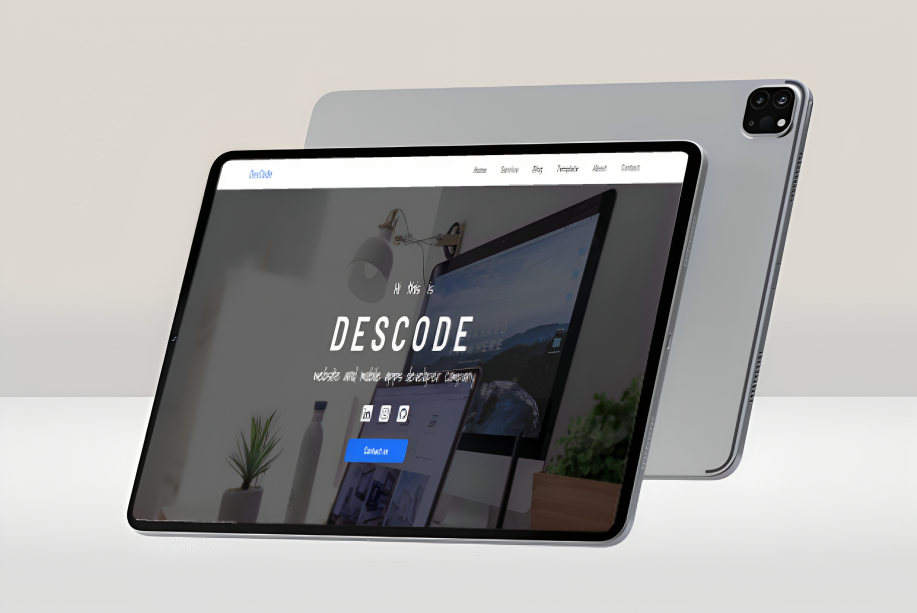 DesCode
Home Service Blog Template About Contact
Hi this is
DESCODE
website and mobile apps developer company
in
Contact us